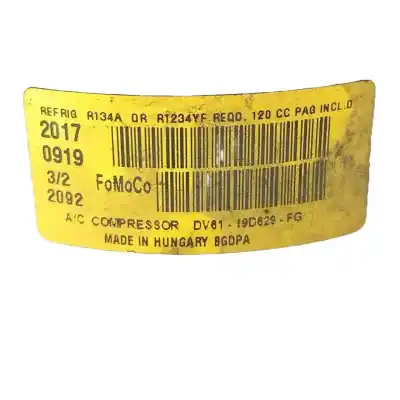 REFRIG R134A OR R1234YF REQD. 120 CC PAG INCL.D
2017
0919
3/2 FoMoCo
2092
A/C COMPRESSOR DV61-19D629-FG
MADE IN HUNGARY BGDPA